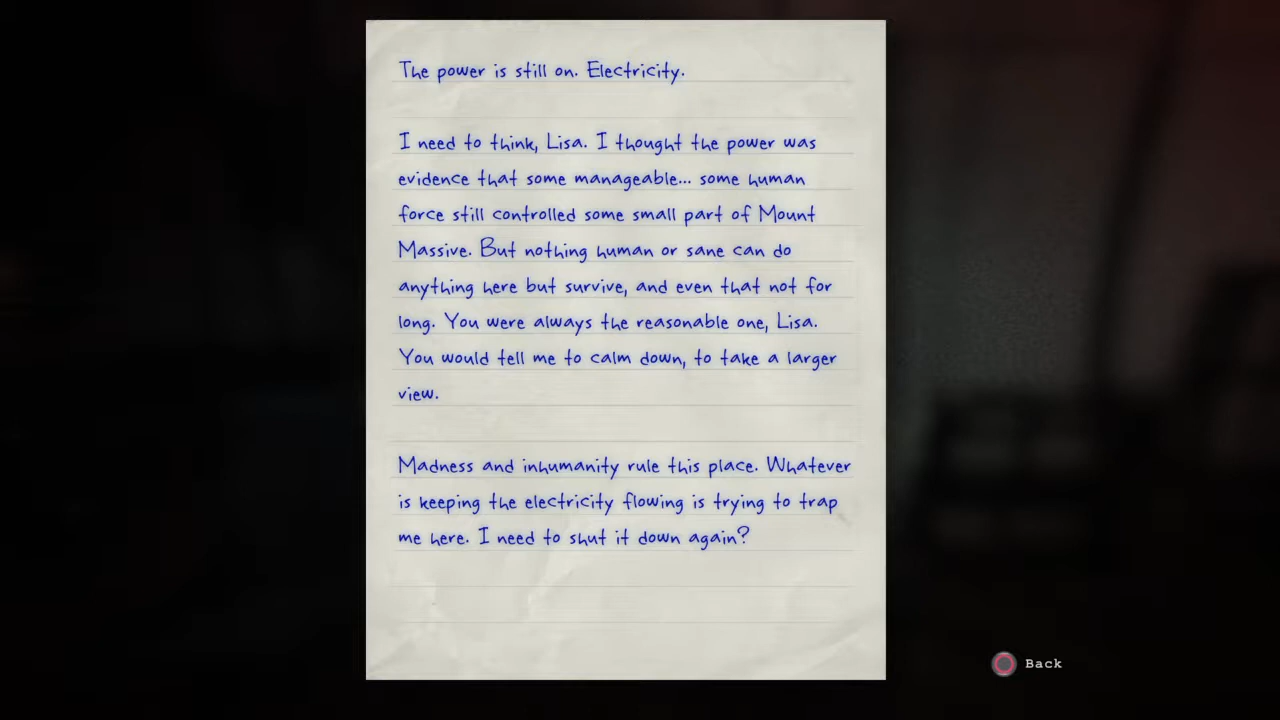 The power is still on. Electricity.
I need to think, Lisa. I thought the power was
evidence that some manageable... some human
force still controlled some small part of Mount
Massive. But nothing human or sane can do
anything here but survive, and even that not for
long. You were always the reasonable one, Lisa.
You would tell me to calm down, to take a larger
view.
Madness and inhumanity rule this place. Whatever
is keeping the electricity flowing is trying to trap
me here. I need to shut it down again?
Back